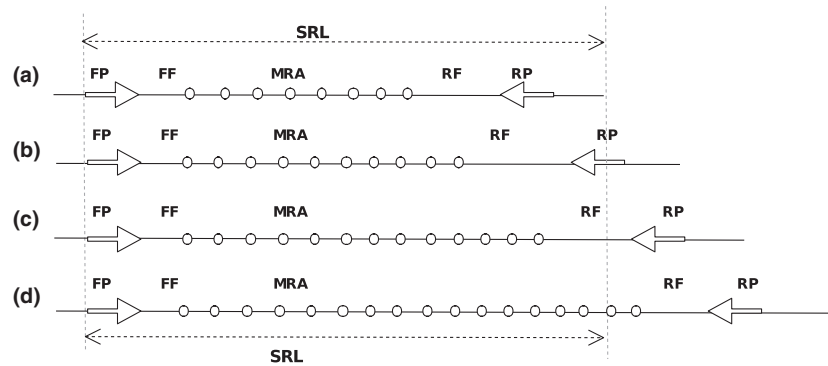 SRL
FP FF MRA RF RP
(a)
FP FF MRA RF RP
(b)
FP FF MRA RF RP
(c)
FP FF MRA RF RP
(d)
SRL